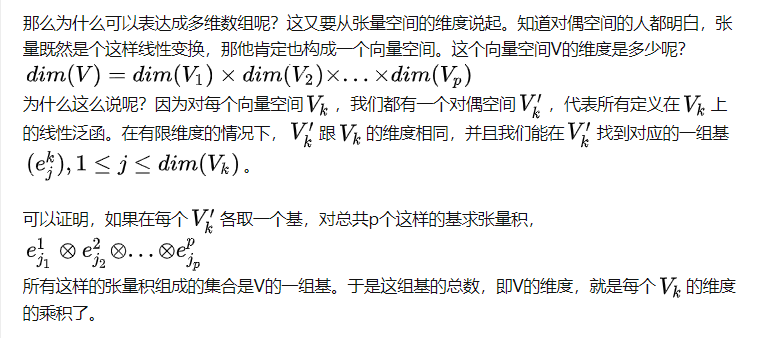 那么为什么可以表达成多维数组呢？这又要从张量空间的维度说起。知道对偶空间的人都明白，张
量既然是个这样线性变换，那他肯定也构成一个向量空间。这个向量空间V的维度是多少呢？
$dim(V) = dim(V_1) \times dim(V_2) \times \ldots \times dim(V_p)$
为什么这么说呢？因为对每个向量空间 $V_k$ ，我们都有一个对偶空间 $V_k'$ ，代表所有定义在 $V_k$ 上
的线性泛函。在有限维度的情况下， $V_k'$ 跟 $V_k$ 的维度相同，并且我们能在 $V_k'$ 找到对应的一组基
$(e_j^k), 1 \le j \le dim(V_k)$ 。
可以证明，如果在每个 $V_k'$ 各取一个基，对总共p个这样的基求张量积，
$e_{j_1}^1 \otimes e_{j_2}^2 \otimes \ldots \otimes e_{j_p}^p$
所有这样的张量积组成的集合是V的一组基。于是这组基的总数，即V的维度，就是每个 $V_k$ 的维度
的乘积了。